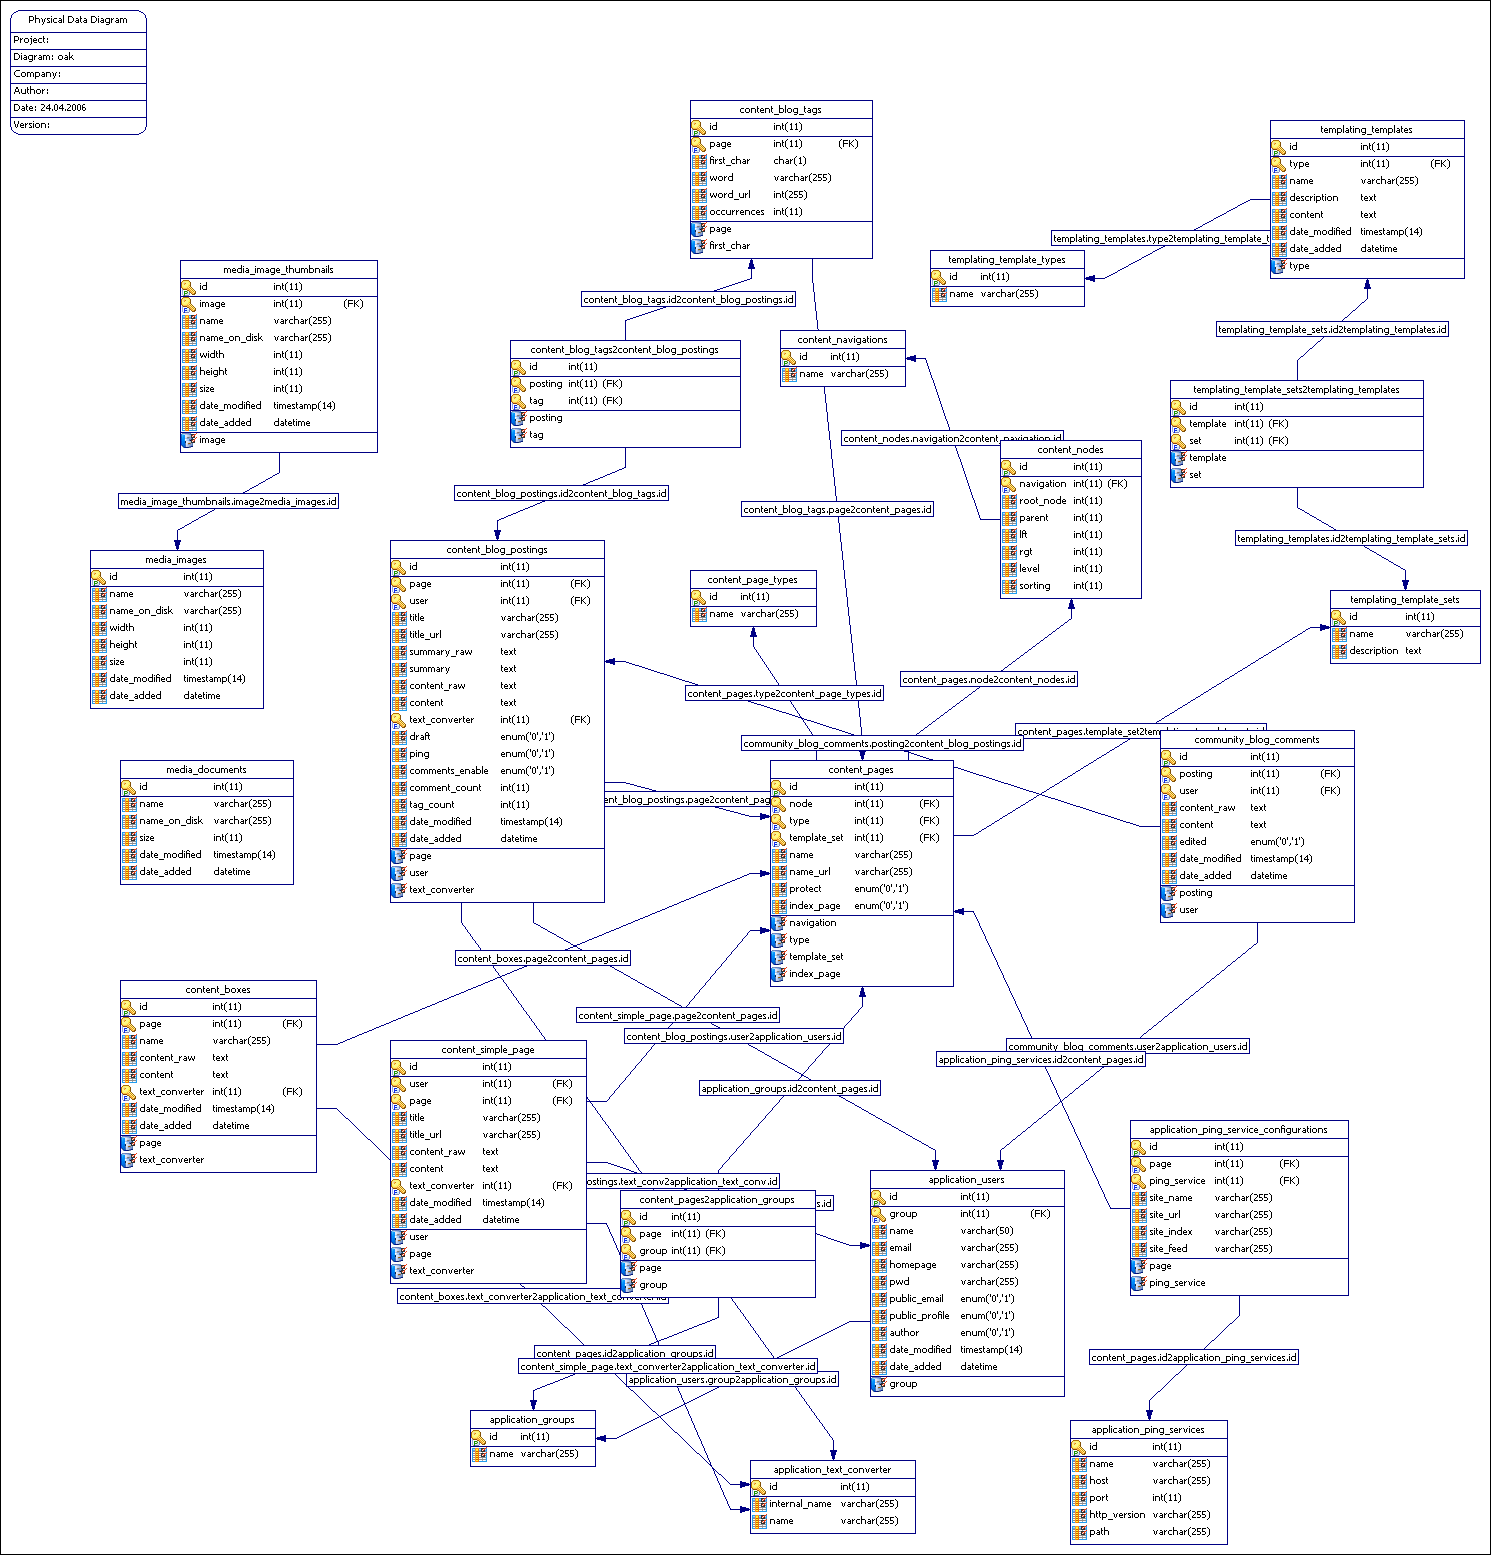 Physical Data Diagram
Project:
Diagram: oak
Company:
Author:
Date: 24.04.2006
Version:
content_blog_tags
id int(11)
page int(11) (FK)
first_char char(1)
word varchar(255)
word_url int(255)
occurrences int(11)
page
first_char
templating_templates
id int(11)
type int(11) (FK)
name varchar(255)
description text
content text
date_modified timestamp(14)
date_added datetime
type
templating_templates.type2templating_template_t
templating_template_types
id int(11)
name varchar(255)
media_image_thumbnails
id int(11)
image int(11) (FK)
name varchar(255)
name_on_disk varchar(255)
width int(11)
height int(11)
size int(11)
date_modified timestamp(14)
date_added datetime
image
content_blog_tags.id2content_blog_postings.id
templating_template_sets.id2templating_templates.id
content_navigations
id int(11)
name varchar(255)
content_blog_tags2content_blog_postings
id int(11)
posting int(11) (FK)
tag int(11) (FK)
posting
tag
templating_template_sets2templating_templates
id int(11)
template int(11) (FK)
set int(11) (FK)
template
set
content_nodes.navigation2content_navigation.id
content_nodes
id int(11)
navigation int(11) (FK)
root_node int(11)
parent int(11)
lft int(11)
rgt int(11)
level int(11)
sorting int(11)
media_image_thumbnails.image2media_images.id
content_blog_postings.id2content_blog_tags.id
content_blog_tags.page2content_pages.id
templating_templates.id2templating_template_sets.id
media_images
id int(11)
name varchar(255)
name_on_disk varchar(255)
width int(11)
height int(11)
size int(11)
date_modified timestamp(14)
date_added datetime
content_blog_postings
id int(11)
page int(11) (FK)
user int(11) (FK)
title varchar(255)
title_url varchar(255)
summary_raw text
summary text
content_raw text
content text
text_converter int(11) (FK)
draft enum('0','1')
ping enum('0','1')
comments_enable enum('0','1')
comment_count int(11)
tag_count int(11)
date_modified timestamp(14)
date_added datetime
page
user
text_converter
content_page_types
id int(11)
name varchar(255)
templating_template_sets
id int(11)
name varchar(255)
description text
content_pages.node2content_nodes.id
content_pages.type2content_page_types.id
community_blog_comments.posting2content_blog_postings.id
community_blog_comments
id int(11)
posting int(11) (FK)
user int(11) (FK)
content_raw text
content text
edited enum('0','1')
date_modified timestamp(14)
date_added datetime
posting
user
media_documents
id int(11)
name varchar(255)
name_on_disk varchar(255)
size int(11)
date_modified timestamp(14)
date_added datetime
nt_blog_postings.page2content_pag
content_pages
id int(11)
node int(11) (FK)
type int(11) (FK)
template_set int(11) (FK)
name varchar(255)
name_url varchar(255)
protect enum('0','1')
index_page enum('0','1')
navigation
type
template_set
index_page
content_boxes.page2content_pages.id
content_boxes
id int(11)
page int(11) (FK)
name varchar(255)
content_raw text
content text
text_converter int(11) (FK)
date_modified timestamp(14)
date_added datetime
page
text_converter
content_simple_page.page2content_pages.id
content_blog_postings.user2application_users.id
community_blog_comments.user2application_users.id
application_ping_services.id2content_pages.id
application_groups.id2content_pages.id
content_simple_page
id int(11)
user int(11) (FK)
page int(11) (FK)
title varchar(255)
title_url varchar(255)
content_raw text
content text
text_converter int(11) (FK)
date_modified timestamp(14)
date_added datetime
user
page
text_converter
ostings.text_conv2application_text_conv.id
s.id
content_pages2application_groups
id int(11)
page int(11) (FK)
group int(11) (FK)
page
group
application_users
id int(11)
group int(11) (FK)
name varchar(50)
email varchar(255)
homepage varchar(255)
pwd varchar(255)
public_email enum('0','1')
public_profile enum('0','1')
author enum('0','1')
date_modified timestamp(14)
date_added datetime
group
application_ping_service_configurations
id int(11)
page int(11) (FK)
ping_service int(11) (FK)
site_name varchar(255)
site_url varchar(255)
site_index varchar(255)
site_feed varchar(255)
page
ping_service
content_pages.id2application_groups.id
content_simple_page.text_converter2application_text_converter.id
application_users.group2application_groups.id
content_pages.id2application_ping_services.id
application_groups
id int(11)
name varchar(255)
application_text_converter
id int(11)
internal_name varchar(255)
name varchar(255)
application_ping_services
id int(11)
name varchar(255)
host varchar(255)
port int(11)
http_version varchar(255)
path varchar(255)